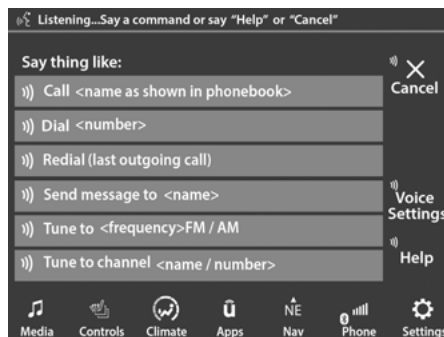 Listening...Say a command or say "Help" or "Cancel"
Say thing like:
Call <name as shown in phonebook>
Dial <number>
Redial (last outgoing call)
Send message to <name>
Tune to <frequency>FM / AM
Tune to channel <name / number>
Cancel
Voice
Settings
Help
NE
Media Controls Climate Apps Nav Phone Settings